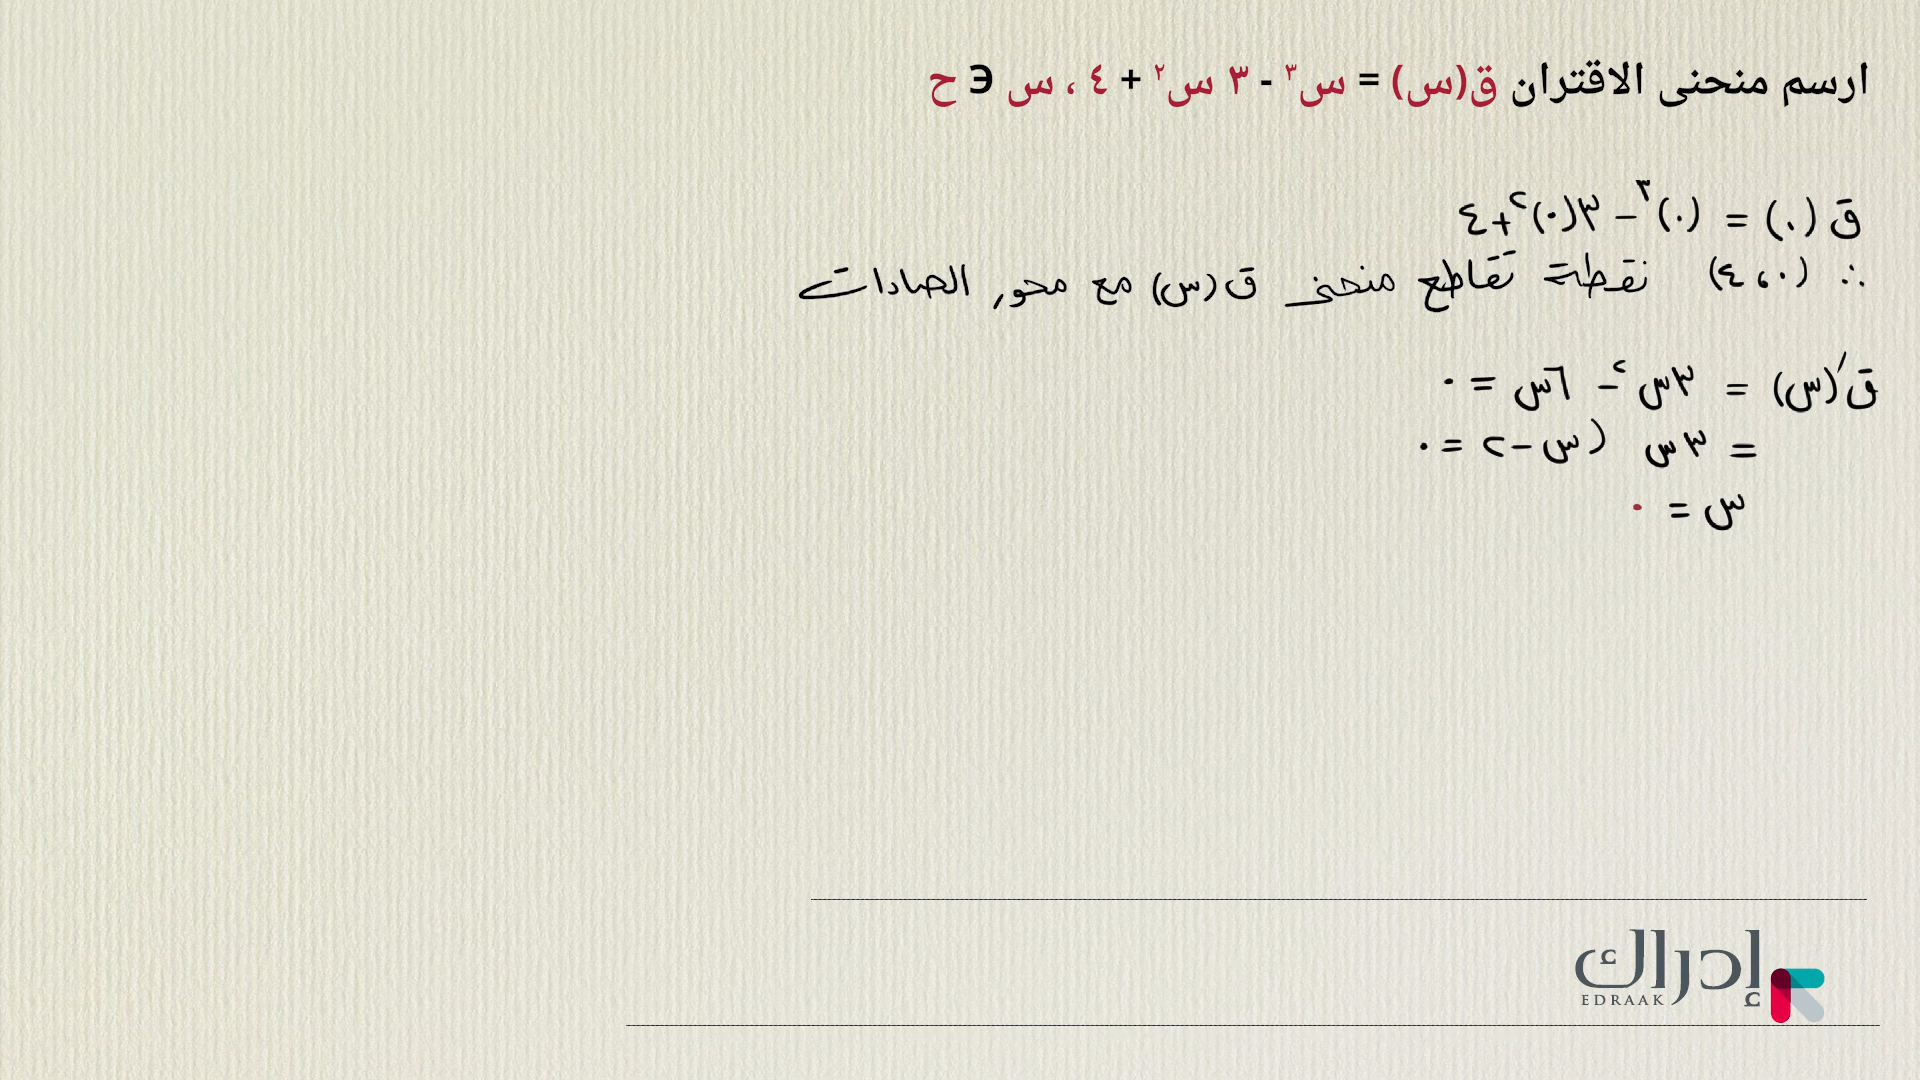 ارسم منحنى الاقتران ق(س) = س٣ - ٣ س٢ + ٤ ، س Э ح
ق (٠) = (٠)٣ - ٣(٠)٢ + ٤
∴ (٠ ، ٤) نقطة تقاطع منحنى ق (س) مع محور الصادات
قَ (س) = ٣س٢ - ٦س = ٠
= ٣س (س - ٢ = ٠
س = ٠
إدراك
EDRAAK